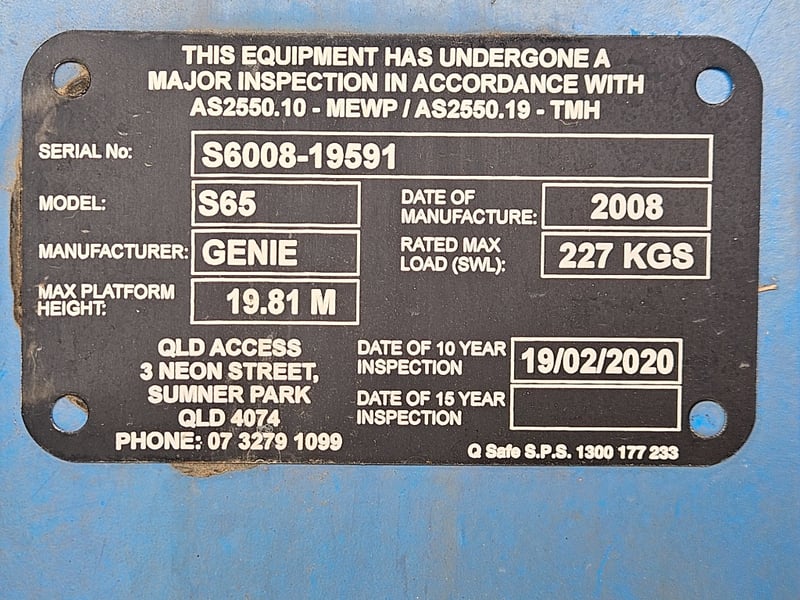 THIS EQUIPMENT HAS UNDERGONE A
MAJOR INSPECTION IN ACCORDANCE WITH
AS2550.10 - MEWP / AS2550.19 - TMH
SERIAL No: S6008-19591
MODEL: S65
DATE OF
MANUFACTURE: 2008
MANUFACTURER: GENIE
RATED MAX
LOAD (SWL): 227 KGS
MAX PLATFORM
HEIGHT: 19.81 M
QLD ACCESS
3 NEON STREET,
SUMNER PARK
QLD 4074
PHONE: 07 3279 1099
DATE OF 10 YEAR
INSPECTION 19/02/2020
DATE OF 15 YEAR
INSPECTION
Q Safe S.P.S. 1300 177 233